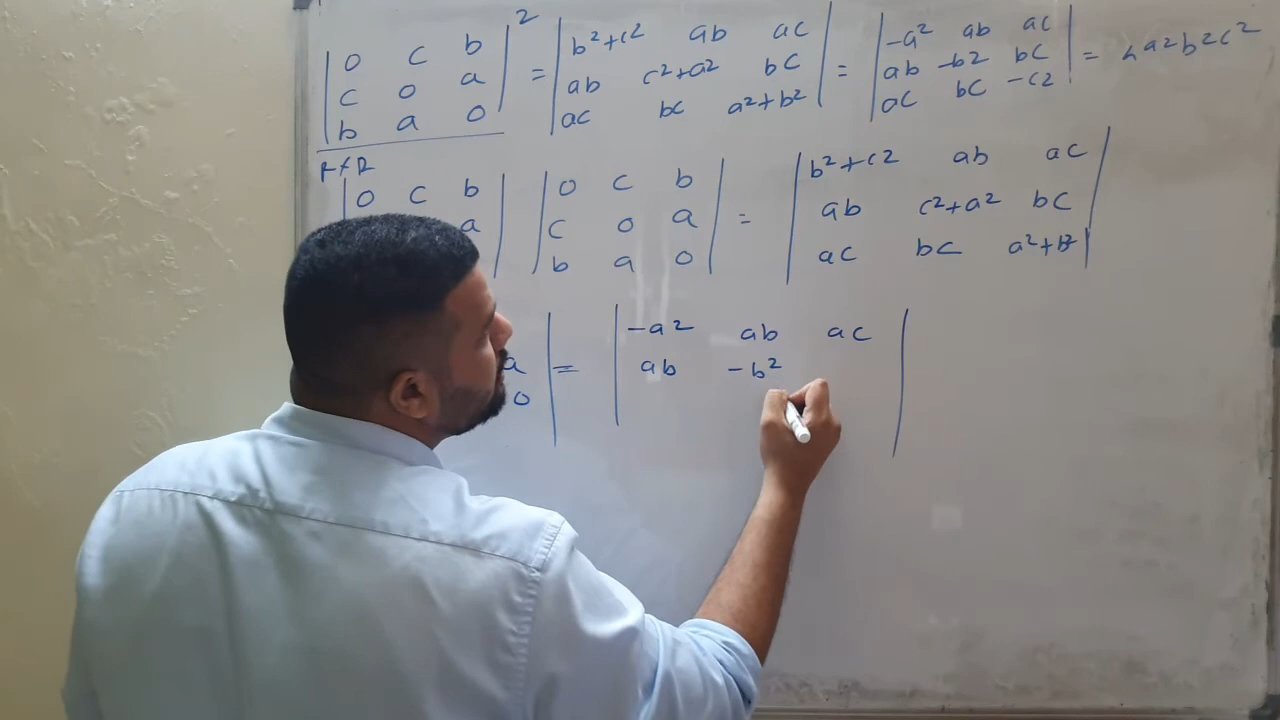 | 0 c b |² = | b²+c² ab ac | = | -a² ab ac | = 4a²b²c²
| c 0 a | | ab c²+a² bc | | ab -b² bc |
| b a 0 | | ac bc a²+b² | | ac bc -c² |
R×R
| 0 c b | | 0 c b | = | b²+c² ab ac |
a | | c 0 a | | ab c²+a² bc |
| b a 0 | | ac bc a²+b² |
| = | -a² ab ac |
a | ab -b²
0